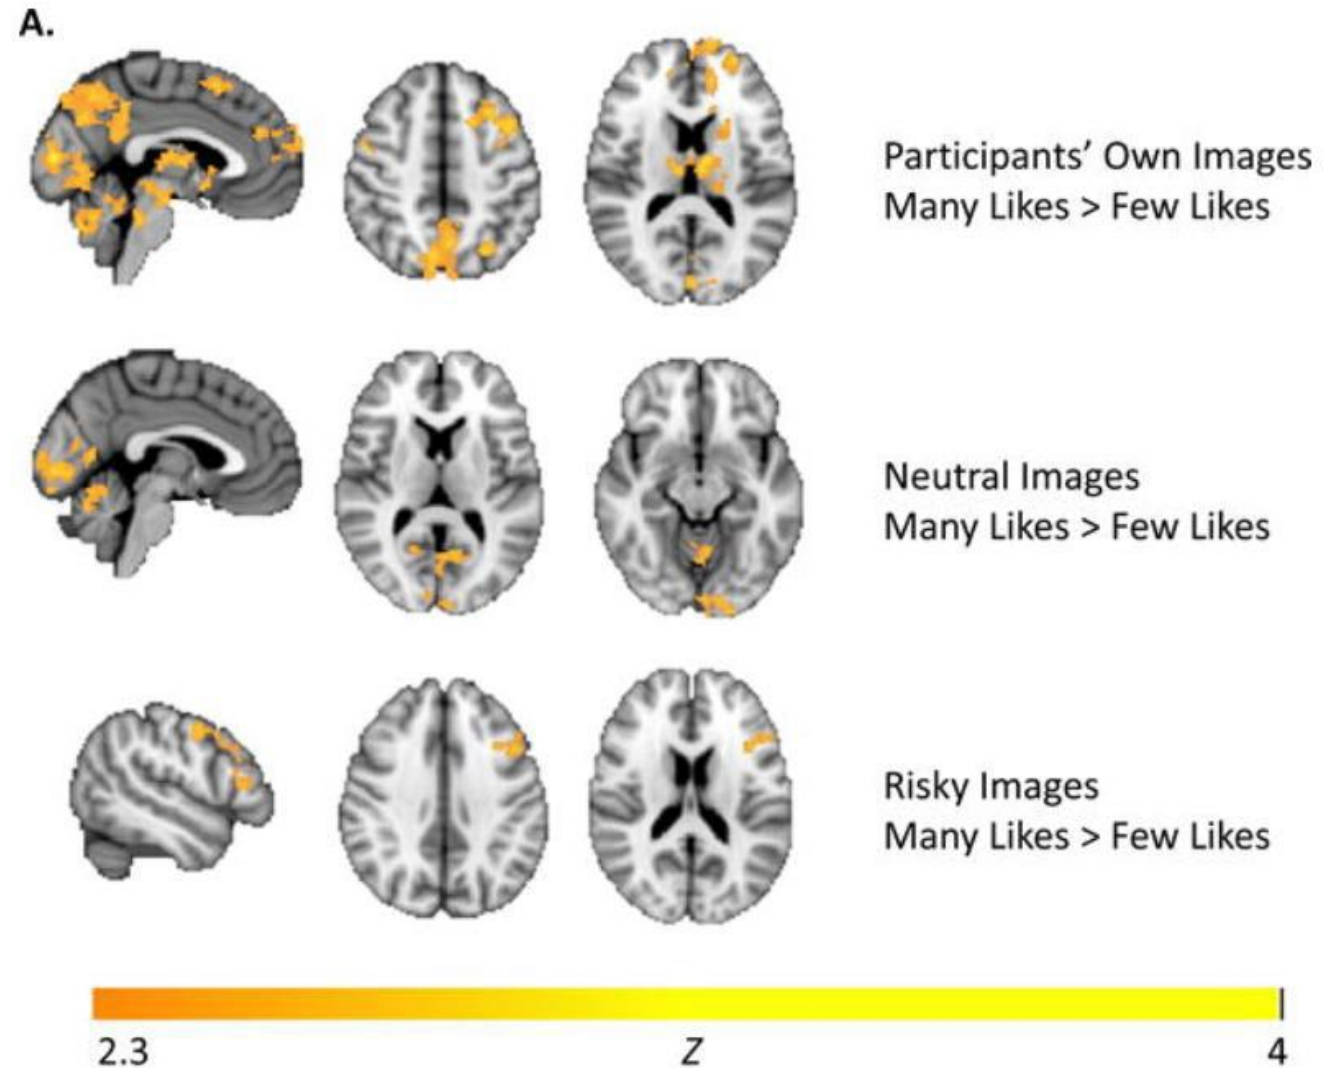 A.
Participants’ Own Images
Many Likes > Few Likes
Neutral Images
Many Likes > Few Likes
Risky Images
Many Likes > Few Likes
2.3 Z 4